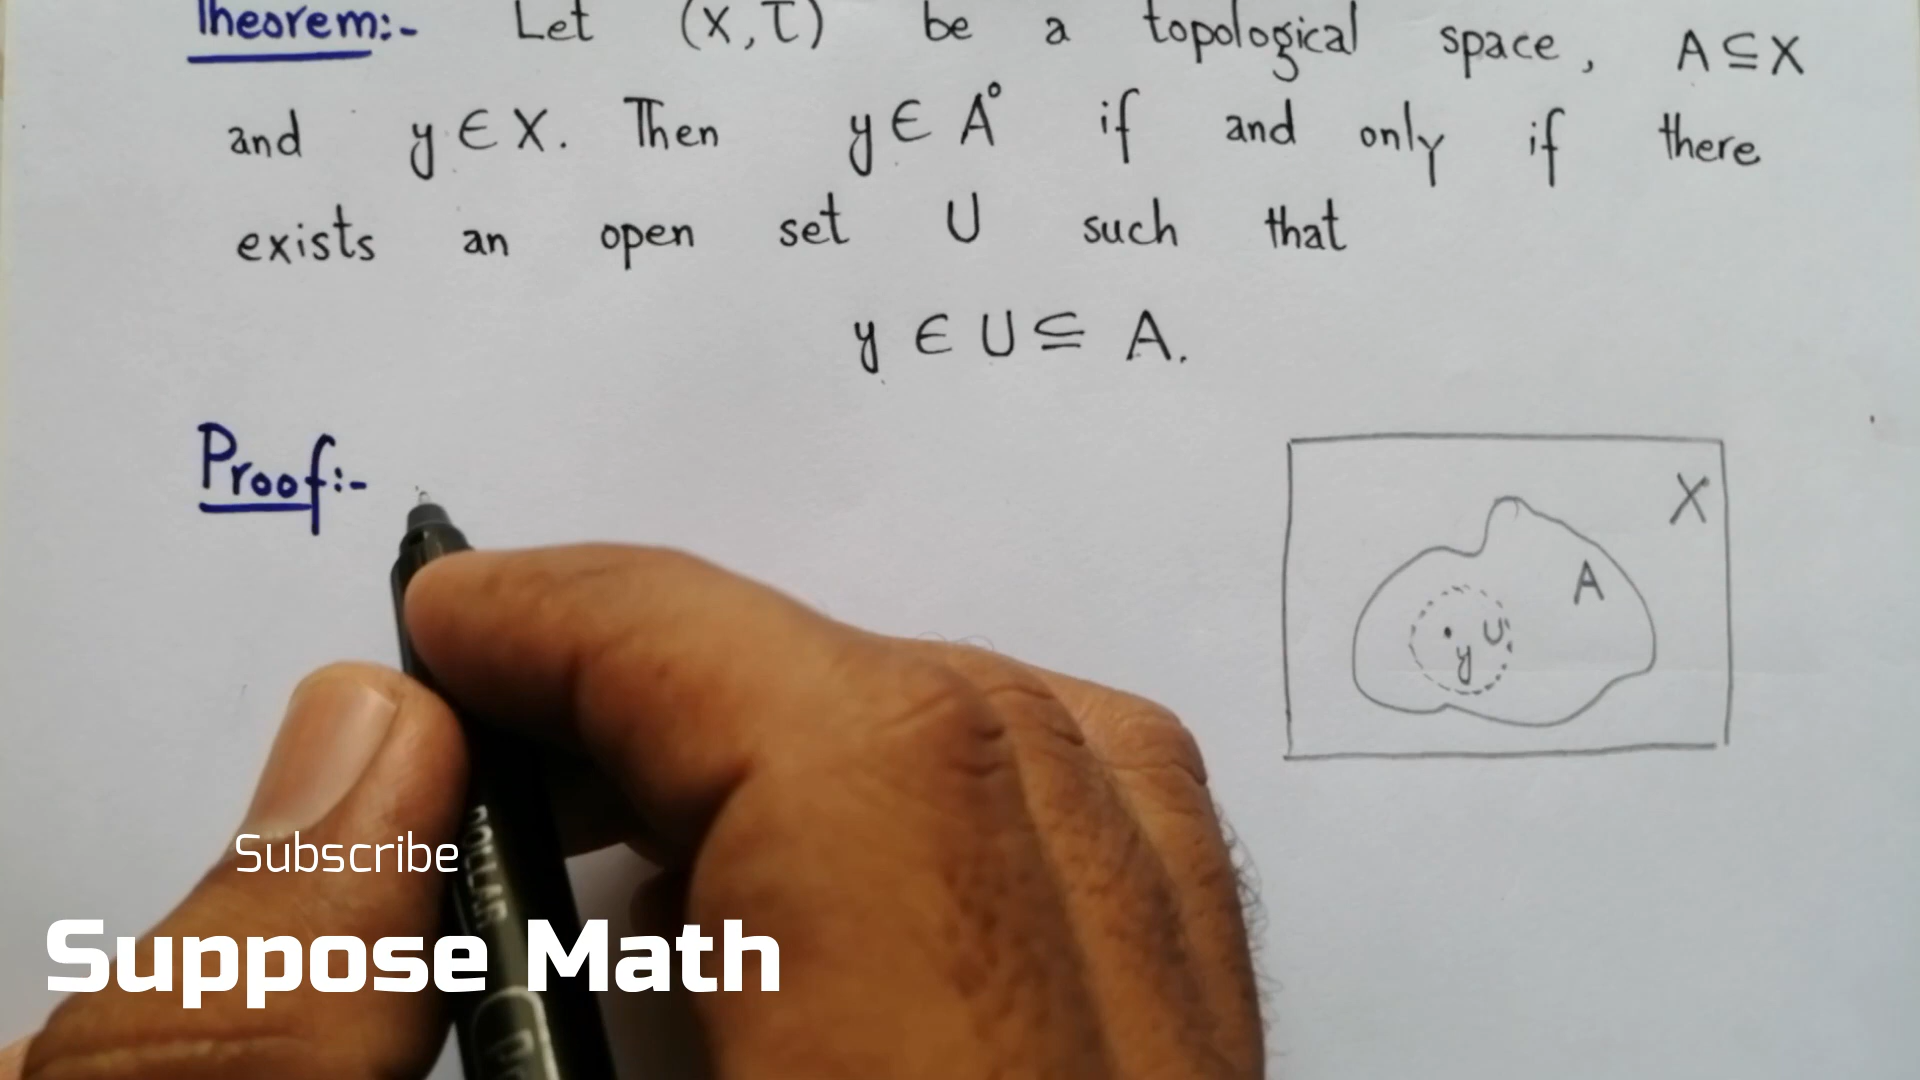 Theorem:- Let (X, τ) be a topological space, A ⊆ X
and y ∈ X. Then y ∈ A° if and only if there
exists an open set U such that
y ∈ U ⊆ A.
Proof:-
X
A
U
y
DOLLAR
Subscribe
Suppose Math